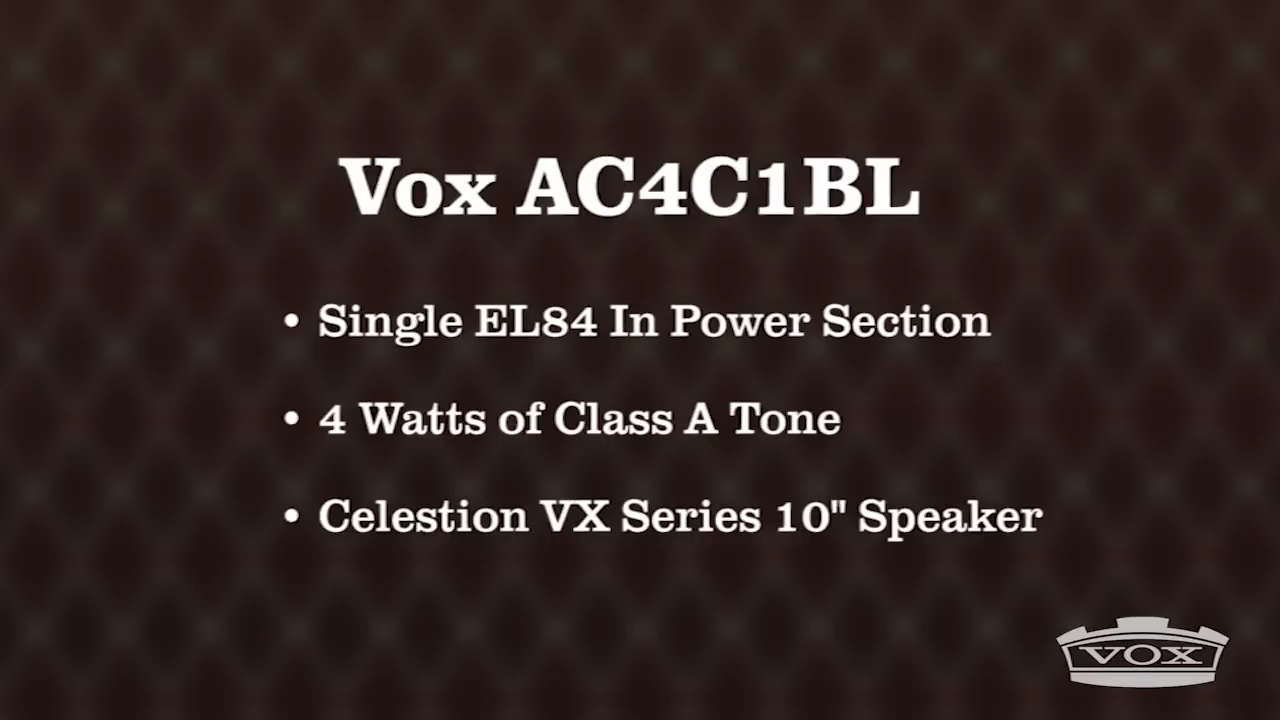 Vox AC4C1BL
• Single EL84 In Power Section
• 4 Watts of Class A Tone
• Celestion VX Series 10" Speaker
VOX